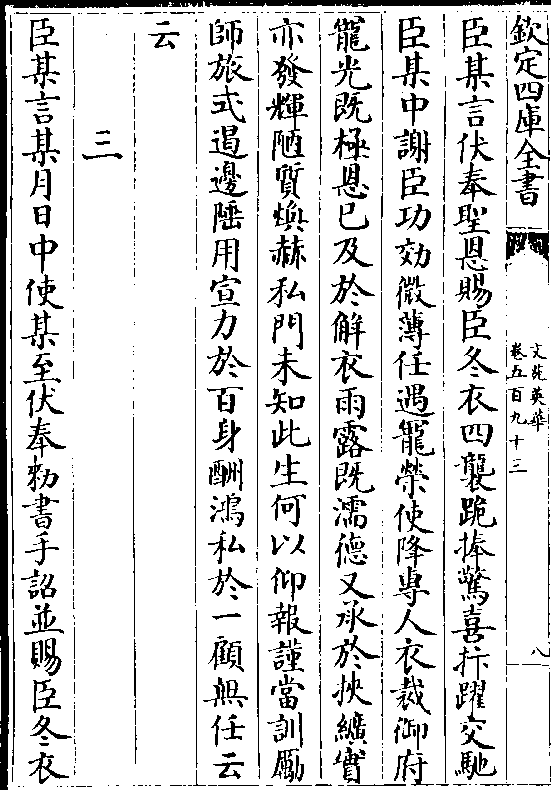 欽定四庫全書
文苑英華
卷五百九十三
八
臣某言伏奉聖恩賜臣冬衣四襲跪捧驚喜抃躍交馳
臣某中謝臣功効微薄任遇寵榮使降專人衣裁御府
寵光既極恩已及於解衣雨露既濡德又承於挾纊實
亦發輝陋質煥赫私門未知此生何以仰報謹當訓勵
師旅式遏邊陲用宣力於百身酬鴻私於一顧無任云
云
三
臣某言某月日中使某至伏奉勑書手詔並賜臣冬衣